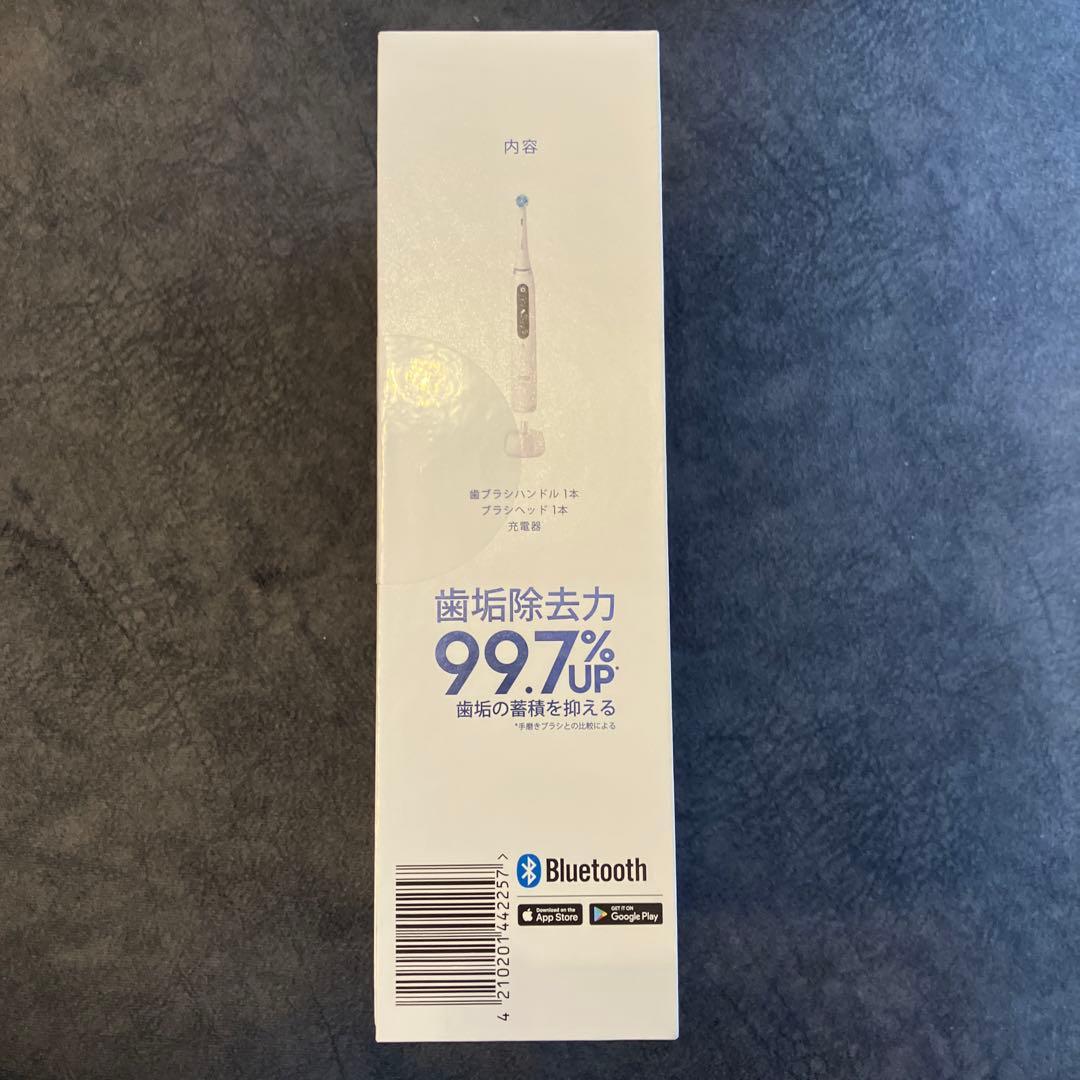 内容
歯ブラシハンドル 1本
ブラシヘッド 1本
充電器
歯垢除去力
99.7%UP*
歯垢の蓄積を抑える
*手磨きブラシとの比較による
Bluetooth
Download on the
App Store
GET IT ON
Google Play
4 210201 442257 >